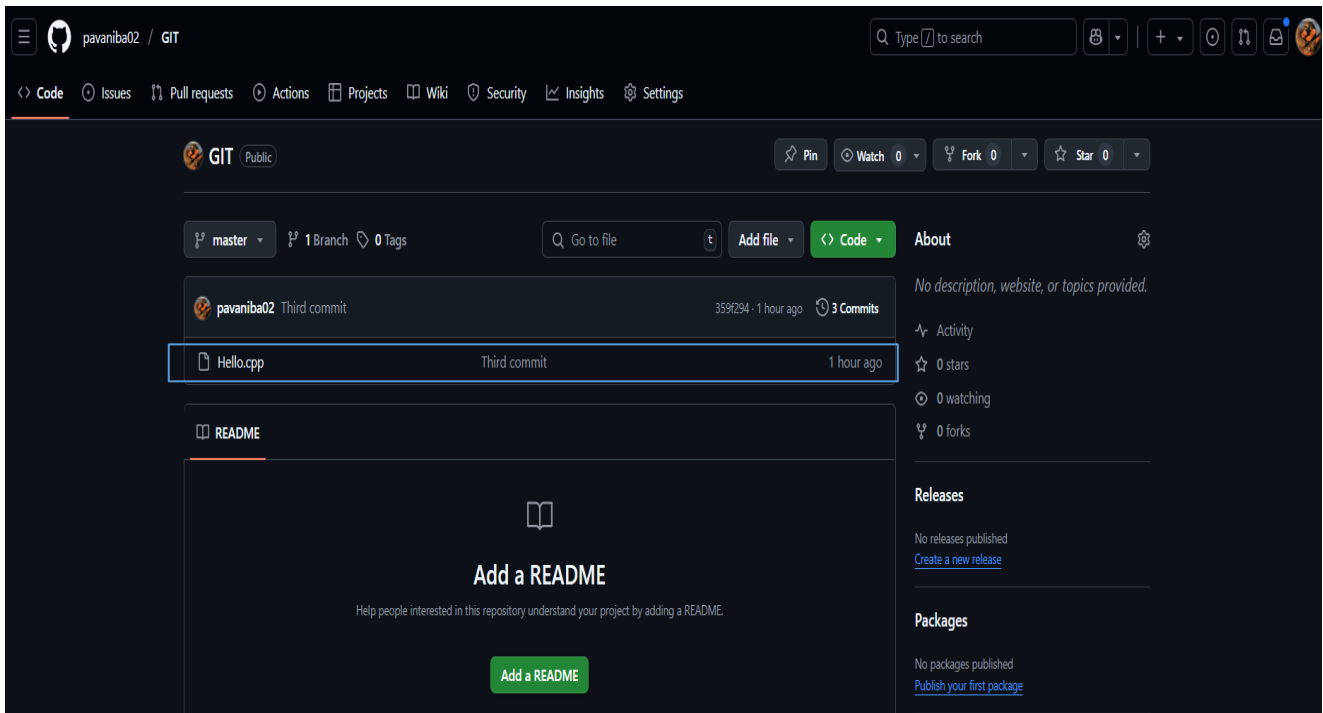 pavaniba02 / GIT
Type / to search
Code Issues Pull requests Actions Projects Wiki Security Insights Settings
GIT Public
Pin Watch 0 Fork 0 Star 0
master 1 Branch 0 Tags Go to file t Add file Code
About
No description, website, or topics provided.
pavaniba02 Third commit 359f294 · 1 hour ago 3 Commits
Activity
Hello.cpp Third commit 1 hour ago
0 stars
0 watching
0 forks
README
Releases
No releases published
Create a new release
Add a README
Help people interested in this repository understand your project by adding a README.
Add a README
Packages
No packages published
Publish your first package